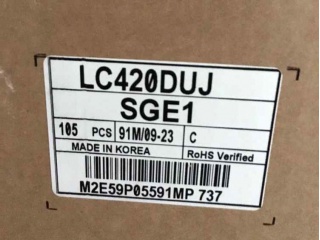 LC420DUJ
SGE1
105 PCS 91M/09-23 C
MADE IN KOREA RoHS Verified
M2E59P05591MP 737